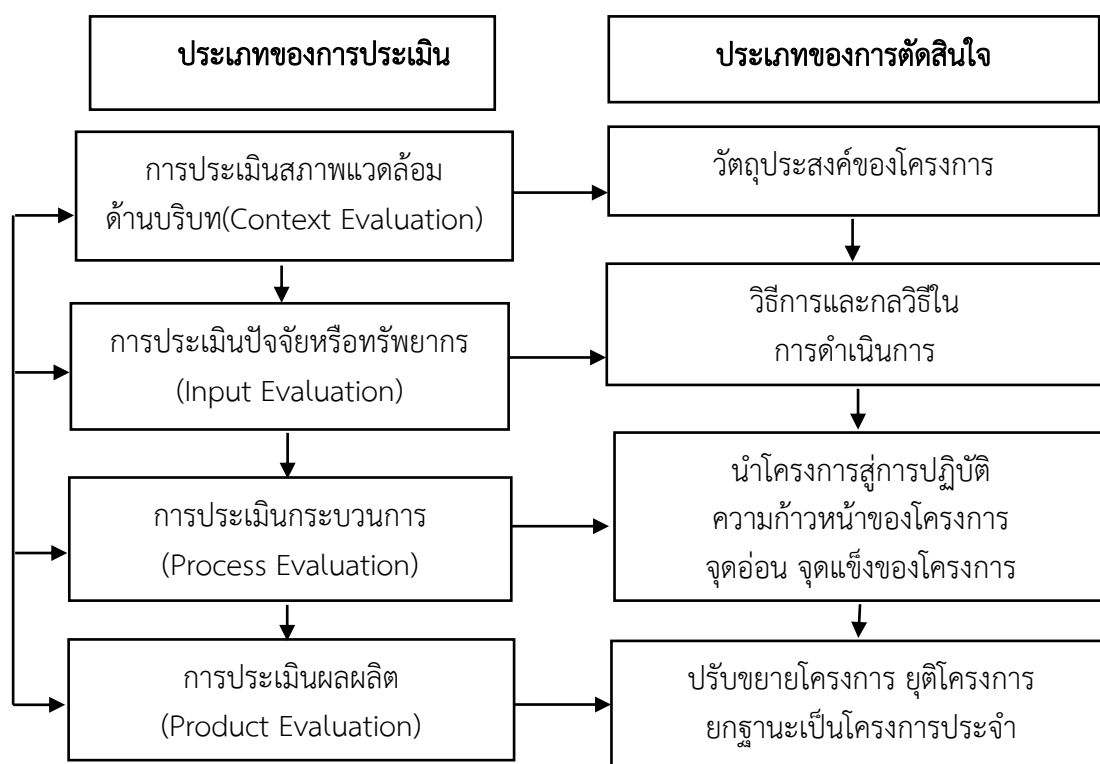 ประเภทของการประเมิน
ประเภทของการตัดสินใจ
การประเมินสภาพแวดล้อม
ด้านบริบท(Context Evaluation)
วัตถุประสงค์ของโครงการ
การประเมินปัจจัยหรือทรัพยากร
(Input Evaluation)
วิธีการและกลวิธีใน
การดำเนินการ
การประเมินกระบวนการ
(Process Evaluation)
นำโครงการสู่การปฏิบัติ
ความก้าวหน้าของโครงการ
จุดอ่อน จุดแข็งของโครงการ
การประเมินผลผลิต
(Product Evaluation)
ปรับขยายโครงการ ยุติโครงการ
ยกฐานะเป็นโครงการประจำ